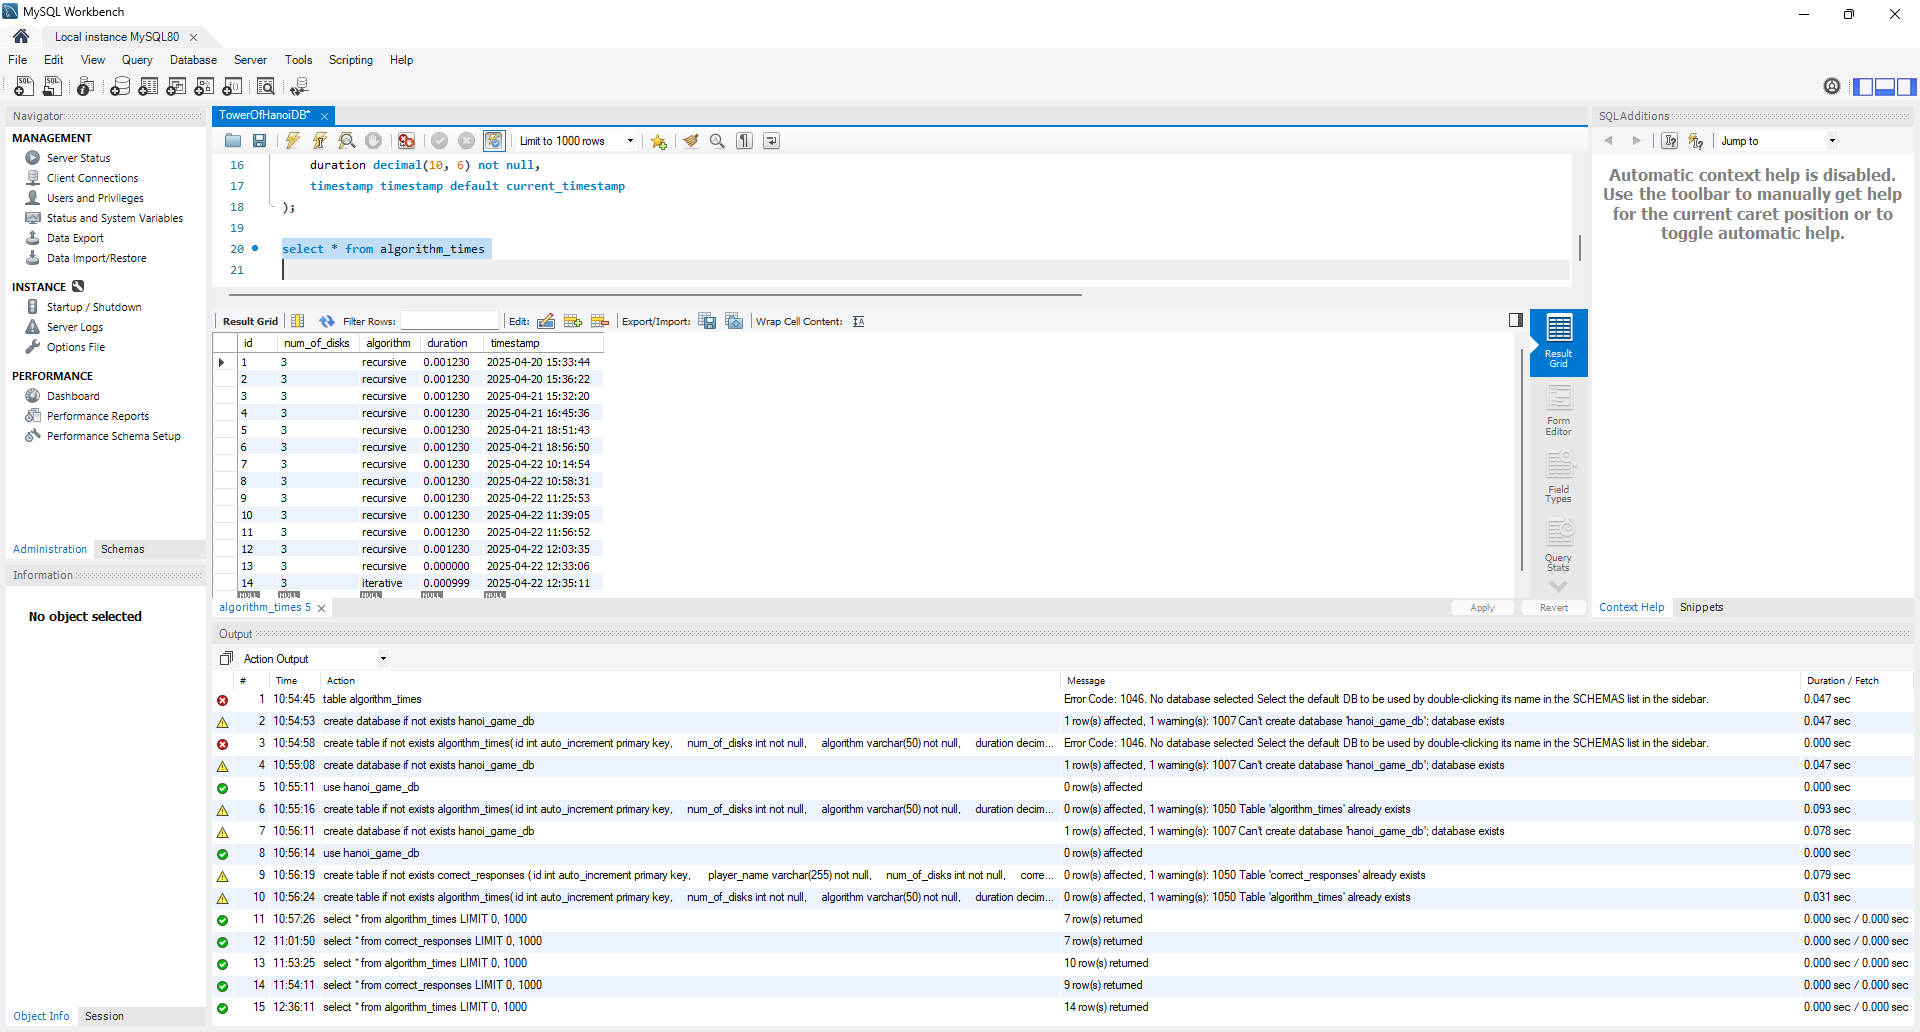 MySQL Workbench
Local instance MySQL80
File Edit View Query Database Server Tools Scripting Help
Navigator
MANAGEMENT
Server Status
Client Connections
Users and Privileges
Status and System Variables
Data Export
Data Import/Restore
INSTANCE
Startup / Shutdown
Server Logs
Options File
PERFORMANCE
Dashboard
Performance Reports
Performance Schema Setup
Administration Schemas
Information
No object selected
Object Info Session
TowerOfHanoiDB*
Limit to 1000 rows
16 duration decimal(10, 6) not null,
17 timestamp timestamp default current_timestamp
18 );
19
20 select * from algorithm_times
21
Result Grid Filter Rows: Edit: Export/Import: Wrap Cell Content:
id num_of_disks algorithm duration timestamp
1 3 recursive 0.001230 2025-04-20 15:33:44
2 3 recursive 0.001230 2025-04-20 15:36:22
3 3 recursive 0.001230 2025-04-21 15:32:20
4 3 recursive 0.001230 2025-04-21 16:45:36
5 3 recursive 0.001230 2025-04-21 18:51:43
6 3 recursive 0.001230 2025-04-21 18:56:50
7 3 recursive 0.001230 2025-04-22 10:14:54
8 3 recursive 0.001230 2025-04-22 10:58:31
9 3 recursive 0.001230 2025-04-22 11:25:53
10 3 recursive 0.001230 2025-04-22 11:39:05
11 3 recursive 0.001230 2025-04-22 11:56:52
12 3 recursive 0.001230 2025-04-22 12:03:35
13 3 recursive 0.000000 2025-04-22 12:33:06
14 3 iterative 0.000999 2025-04-22 12:35:11
NULL NULL NULL NULL NULL
Result
Grid
Form
Editor
Field
Types
Query
Stats
algorithm_times 5
Apply Revert
SQLAdditions
Jump to
Automatic context help is disabled.
Use the toolbar to manually get help
for the current caret position or to
toggle automatic help.
Context Help Snippets
Output
Action Output
# Time Action Message Duration / Fetch
1 10:54:45 table algorithm_times Error Code: 1046. No database selected Select the default DB to be used by double-clicking its name in the SCHEMAS list in the sidebar. 0.047 sec
2 10:54:53 create database if not exists hanoi_game_db 1 row(s) affected, 1 warning(s): 1007 Can't create database 'hanoi_game_db'; database exists 0.047 sec
3 10:54:58 create table if not exists algorithm_times( id int auto_increment primary key, num_of_disks int not null, algorithm varchar(50) not null, duration decim... Error Code: 1046. No database selected Select the default DB to be used by double-clicking its name in the SCHEMAS list in the sidebar. 0.000 sec
4 10:55:08 create database if not exists hanoi_game_db 1 row(s) affected, 1 warning(s): 1007 Can't create database 'hanoi_game_db'; database exists 0.047 sec
5 10:55:11 use hanoi_game_db 0 row(s) affected 0.000 sec
6 10:55:16 create table if not exists algorithm_times( id int auto_increment primary key, num_of_disks int not null, algorithm varchar(50) not null, duration decim... 0 row(s) affected, 1 warning(s): 1050 Table 'algorithm_times' already exists 0.093 sec
7 10:56:11 create database if not exists hanoi_game_db 1 row(s) affected, 1 warning(s): 1007 Can't create database 'hanoi_game_db'; database exists 0.078 sec
8 10:56:14 use hanoi_game_db 0 row(s) affected 0.000 sec
9 10:56:19 create table if not exists correct_responses ( id int auto_increment primary key, player_name varchar(255) not null, num_of_disks int not null, corre... 0 row(s) affected, 1 warning(s): 1050 Table 'correct_responses' already exists 0.079 sec
10 10:56:24 create table if not exists algorithm_times( id int auto_increment primary key, num_of_disks int not null, algorithm varchar(50) not null, duration decim... 0 row(s) affected, 1 warning(s): 1050 Table 'algorithm_times' already exists 0.031 sec
11 10:57:26 select * from algorithm_times LIMIT 0, 1000 7 row(s) returned 0.000 sec / 0.000 sec
12 11:01:50 select * from correct_responses LIMIT 0, 1000 7 row(s) returned 0.000 sec / 0.000 sec
13 11:53:25 select * from algorithm_times LIMIT 0, 1000 10 row(s) returned 0.000 sec / 0.000 sec
14 11:54:11 select * from correct_responses LIMIT 0, 1000 9 row(s) returned 0.000 sec / 0.000 sec
15 12:36:11 select * from algorithm_times LIMIT 0, 1000 14 row(s) returned 0.000 sec / 0.000 sec